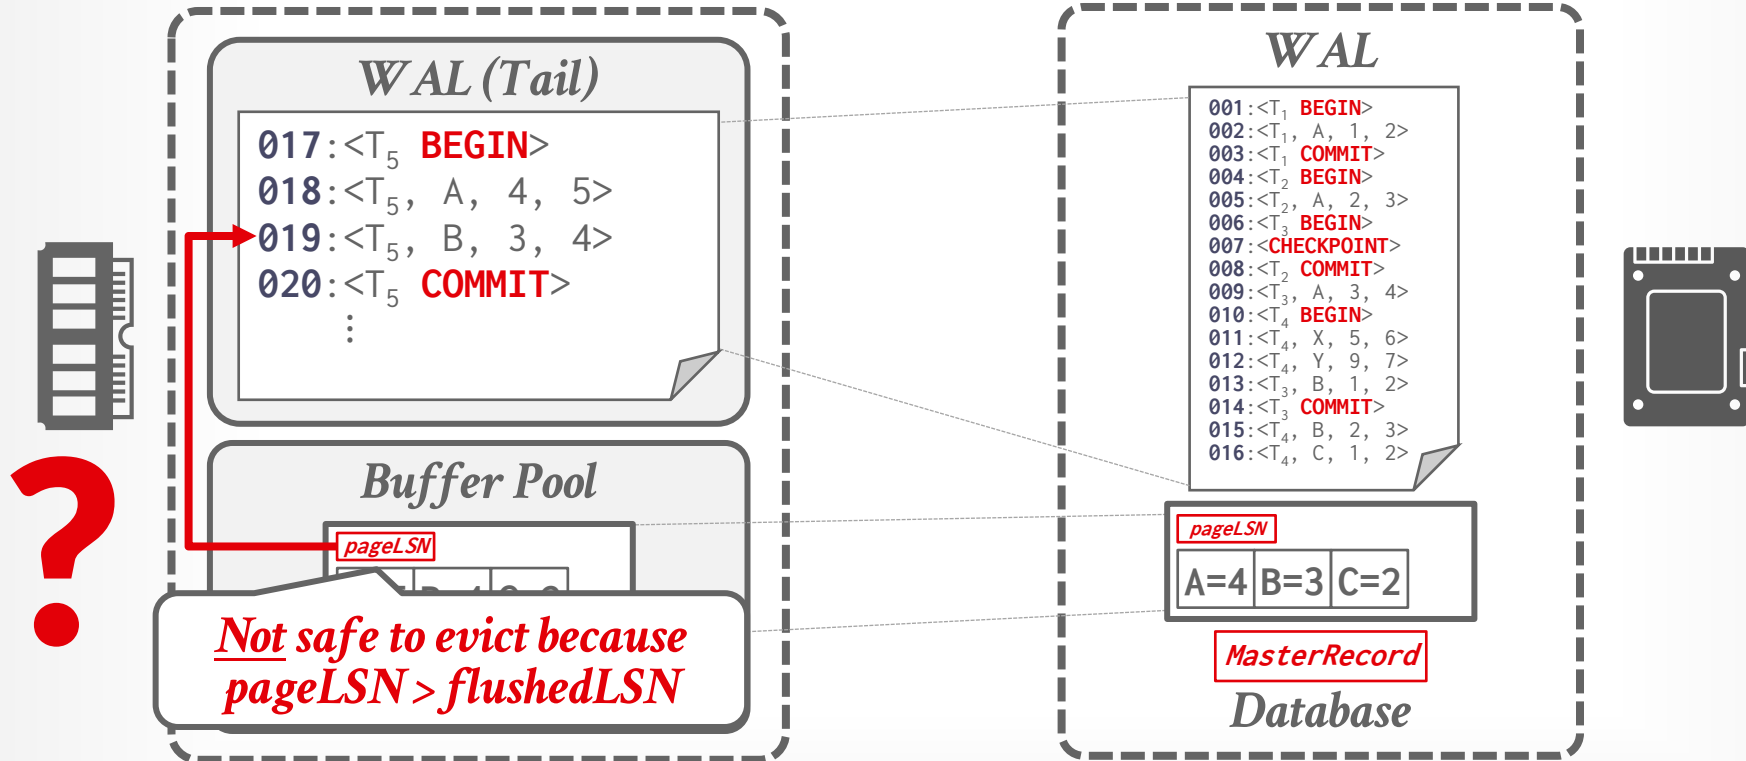 WAL (Tail)
017:<T5 BEGIN>
018:<T5, A, 4, 5>
019:<T5, B, 3, 4>
020:<T5 COMMIT>
⋮
Buffer Pool
pageLSN
?
Not safe to evict because
pageLSN > flushedLSN
WAL
001:<T1 BEGIN>
002:<T1, A, 1, 2>
003:<T1 COMMIT>
004:<T2 BEGIN>
005:<T2, A, 2, 3>
006:<T3 BEGIN>
007:<CHECKPOINT>
008:<T2 COMMIT>
009:<T3, A, 3, 4>
010:<T4 BEGIN>
011:<T4, X, 5, 6>
012:<T4, Y, 9, 7>
013:<T3, B, 1, 2>
014:<T3 COMMIT>
015:<T4, B, 2, 3>
016:<T4, C, 1, 2>
pageLSN
A=4 B=3 C=2
MasterRecord
Database